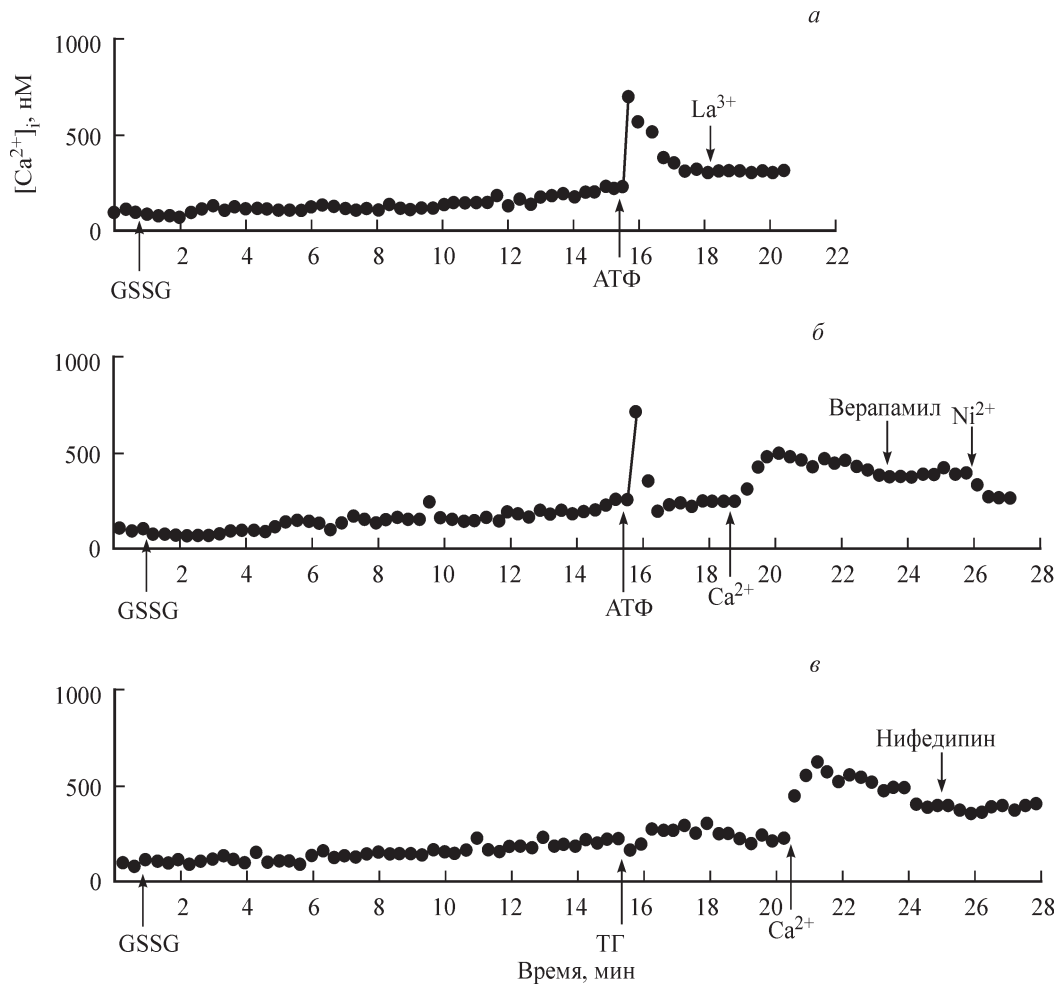 а
1000
500
0
[Ca²⁺]ᵢ, нМ
La³⁺
2 4 6 8 10 12 14 16 18 20 22
GSSG
АТФ
б
1000
500
0
Верапамил
Ni²⁺
2 4 6 8 10 12 14 16 18 20 22 24 26 28
GSSG
АТФ
Ca²⁺
в
1000
500
0
Нифедипин
2 4 6 8 10 12 14 16 18 20 22 24 26 28
GSSG
ТГ
Ca²⁺
Время, мин